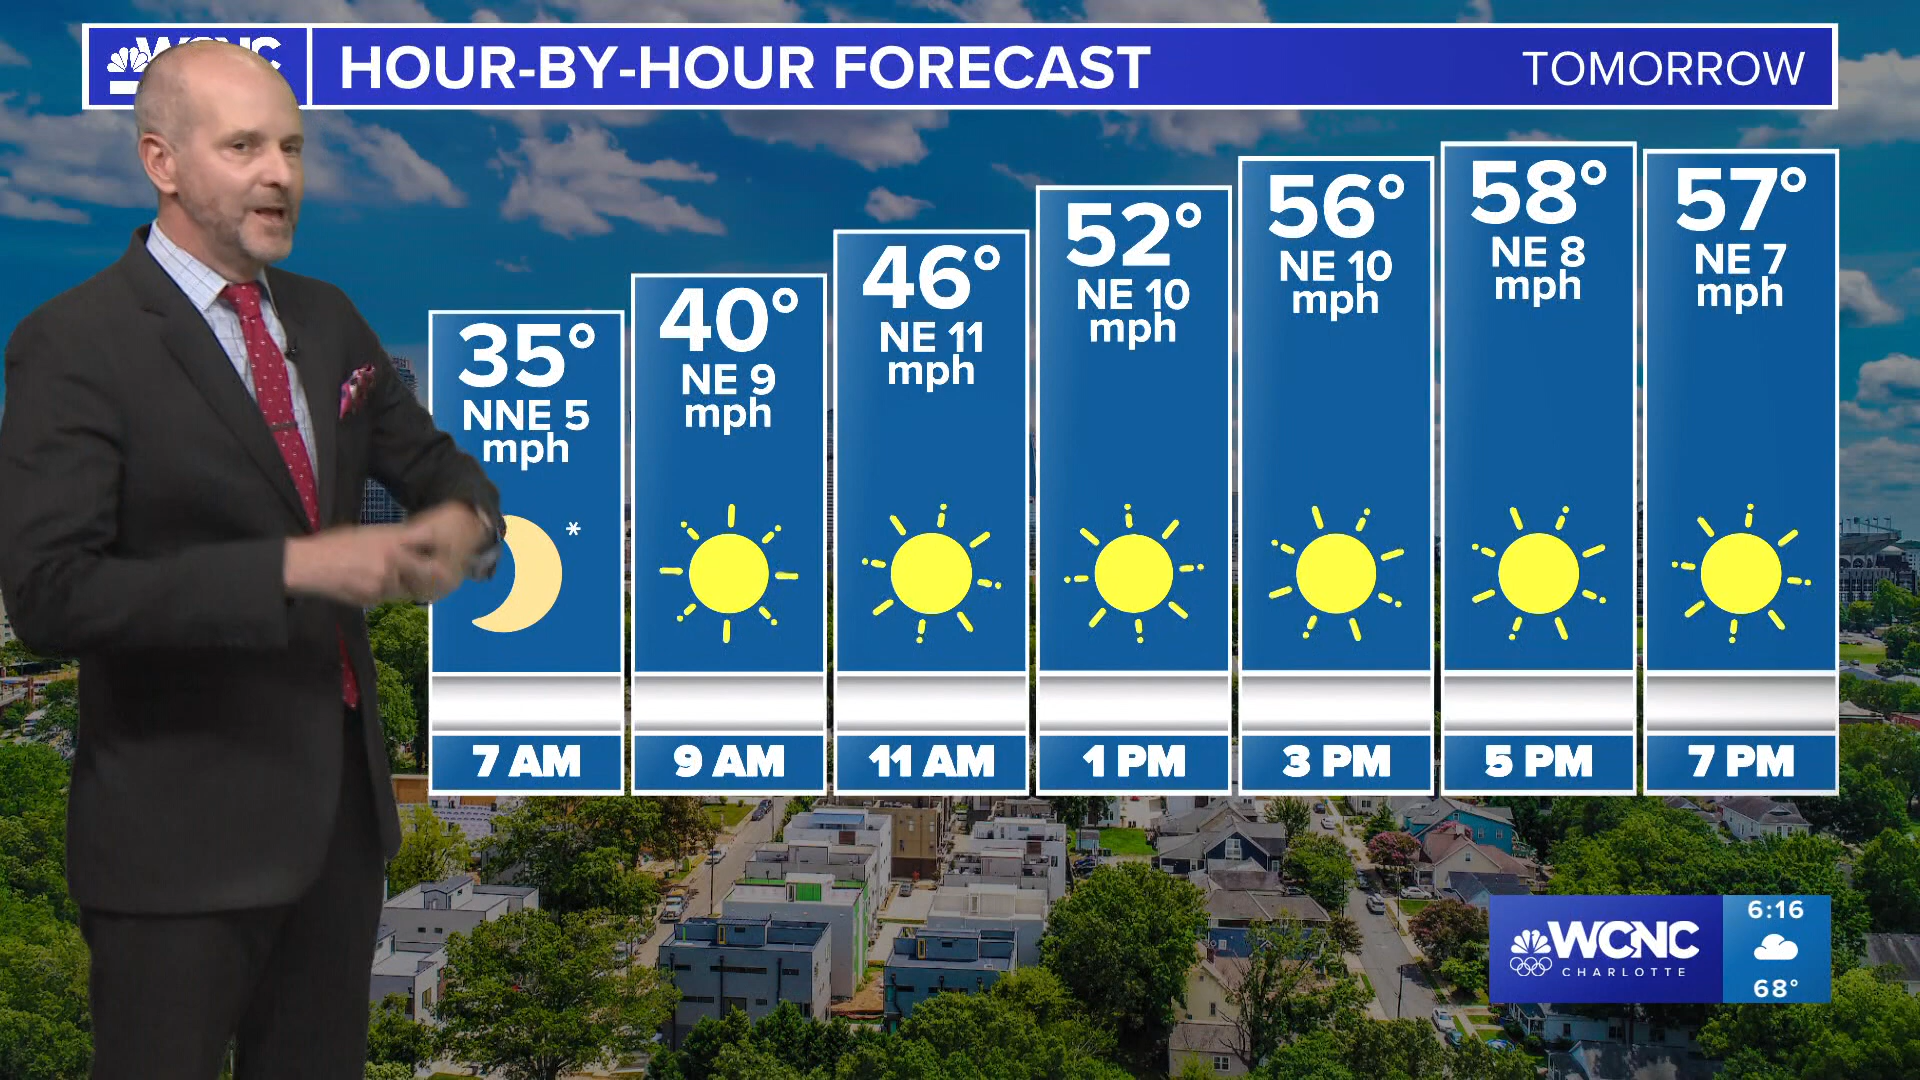 WCNC
HOUR-BY-HOUR FORECAST
TOMORROW
35°
NNE 5
mph
7 AM
40°
NE 9
mph
9 AM
46°
NE 11
mph
11 AM
52°
NE 10
mph
1 PM
56°
NE 10
mph
3 PM
58°
NE 8
mph
5 PM
57°
NE 7
mph
7 PM
WCNC
CHARLOTTE
6:16
68°